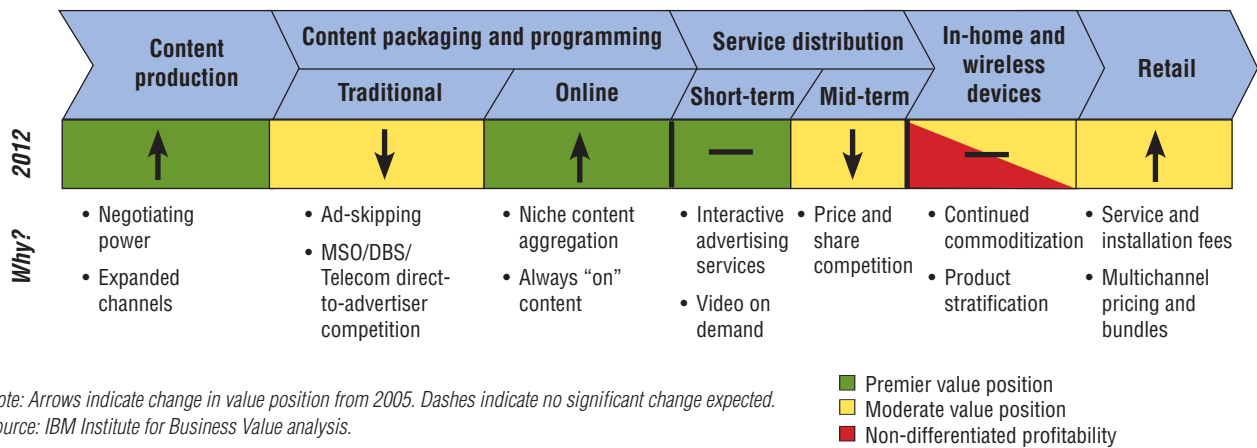 Content production
Content packaging and programming
Service distribution
In-home and wireless devices
Retail
Traditional
Online
Short-term
Mid-term
2012
Why?
• Negotiating
power
• Expanded
channels
• Ad-skipping
• MSO/DBS/
Telecom direct-
to-advertiser
competition
• Niche content
aggregation
• Always “on”
content
• Interactive
advertising
services
• Video on
demand
• Price and
share
competition
• Continued
commoditization
• Product
stratification
• Service and
installation fees
• Multichannel
pricing and
bundles
ote: Arrows indicate change in value position from 2005. Dashes indicate no significant change expected.
ource: IBM Institute for Business Value analysis.
Premier value position
Moderate value position
Non-differentiated profitability